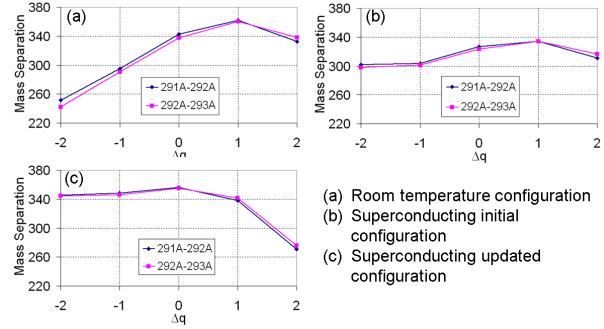 (a)
Mass Separation
380
340
300
260
220
291A-292A
292A-293A
-2 -1 0 1 2
Δq
(b)
Mass Separation
380
340
300
260
220
291A-292A
292A-293A
-2 -1 0 1 2
Δq
(c)
Mass Separation
380
340
300
260
220
291A-292A
292A-293A
-2 -1 0 1 2
Δq
(a) Room temperature configuration
(b) Superconducting initial
configuration
(c) Superconducting updated
configuration